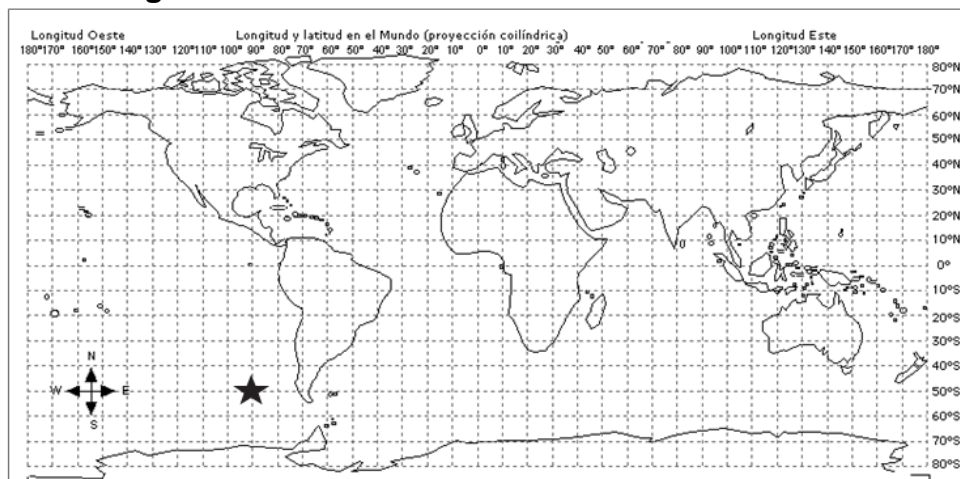 Longitud Oeste Longitud y latitud en el Mundo (proyección coilíndrica) Longitud Este
180° 170° 160° 150° 140° 130° 120° 110° 100° 90° 80° 70° 60° 50° 40° 30° 20° 10° 0° 10° 20° 30° 40° 50° 60° 70° 80° 90° 100° 110° 120° 130° 140° 150° 160° 170° 180°
80°N
70°N
60°N
50°N
40°N
30°N
20°N
10°N
0°
10°S
20°S
30°S
40°S
50°S
60°S
70°S
80°S
N
W E
S